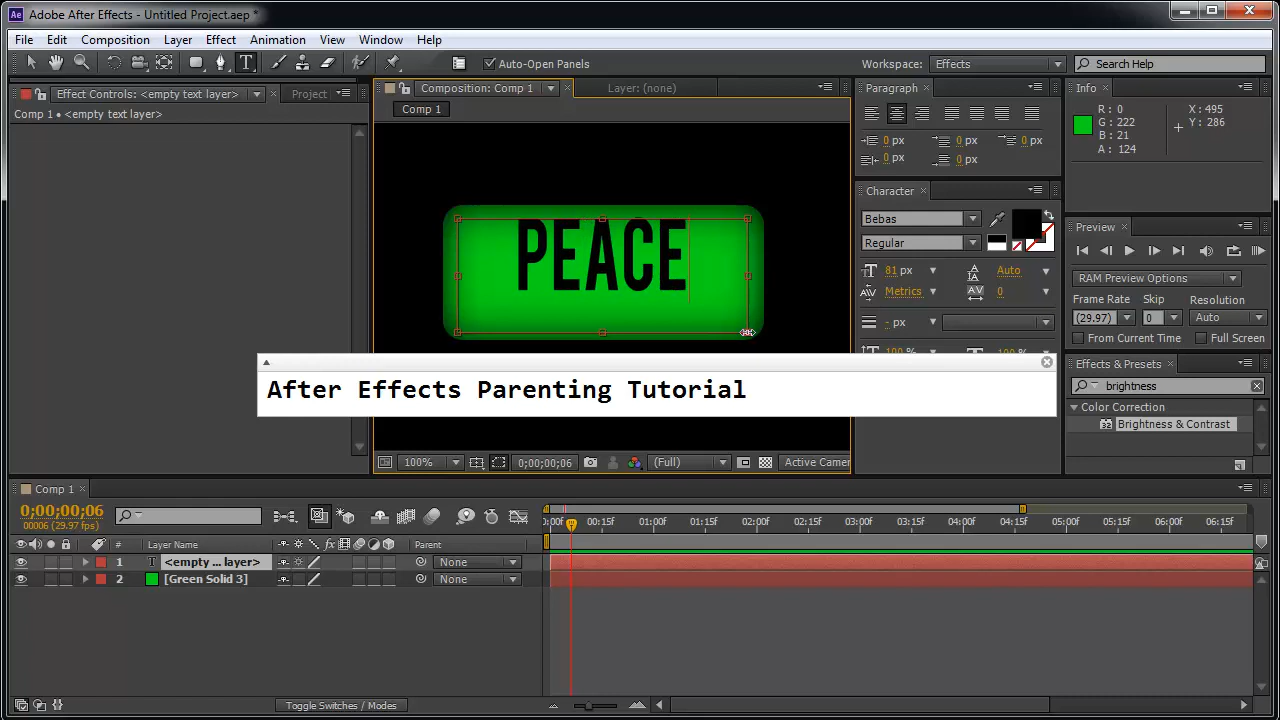 Adobe After Effects - Untitled Project.aep *
File Edit Composition Layer Effect Animation View Window Help
Auto-Open Panels
Workspace: Effects
Search Help
Effect Controls: <empty text layer>
Project
Comp 1 • <empty text layer>
Composition: Comp 1
Layer: (none)
Comp 1
PEACE
Paragraph
0 px 0 px 0 px
0 px 0 px
Character
Bebas
Regular
81 px Auto
Metrics 0
- px
Info
R: 0
G: 222
B: 21
A: 124
X: 495
Y: 286
Preview
RAM Preview Options
Frame Rate Skip Resolution
(29.97) 0 Auto
From Current Time Full Screen
Effects & Presets
brightness
Color Correction
Brightness & Contrast
After Effects Parenting Tutorial
100% 0;00;00;06 (Full) Active Camer
Comp 1
0;00;00;06
00006 (29.97 fps)
0:00f 00:15f 01:00f 01:15f 02:00f 02:15f 03:00f 03:15f 04:00f 04:15f 05:00f 05:15f 06:00f 06:15f
# Layer Name Parent
1 T <empty ... layer> None
2 [Green Solid 3] None
Toggle Switches / Modes